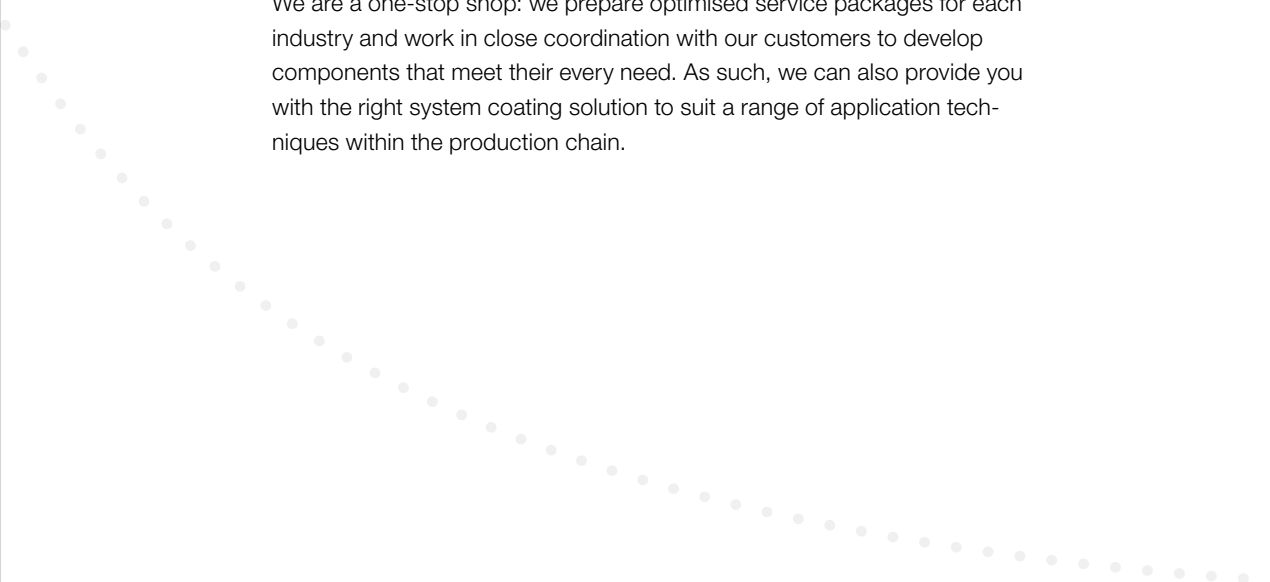 We are a one-stop shop: we prepare optimised service packages for each
industry and work in close coordination with our customers to develop
components that meet their every need. As such, we can also provide you
with the right system coating solution to suit a range of application tech-
niques within the production chain.